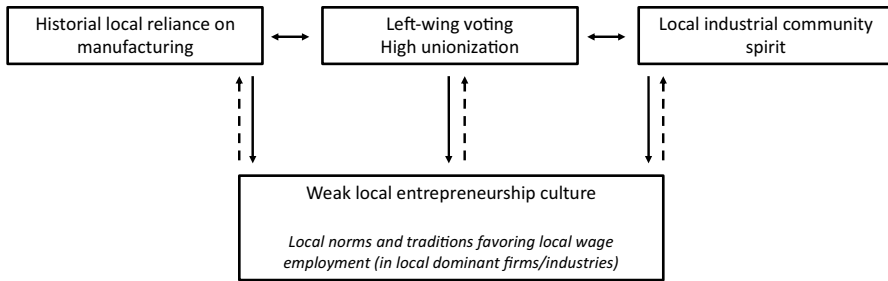 Historial local reliance on
manufacturing
Left-wing voting
High unionization
Local industrial community
spirit
Weak local entrepreneurship culture
Local norms and traditions favoring local wage
employment (in local dominant firms/industries)